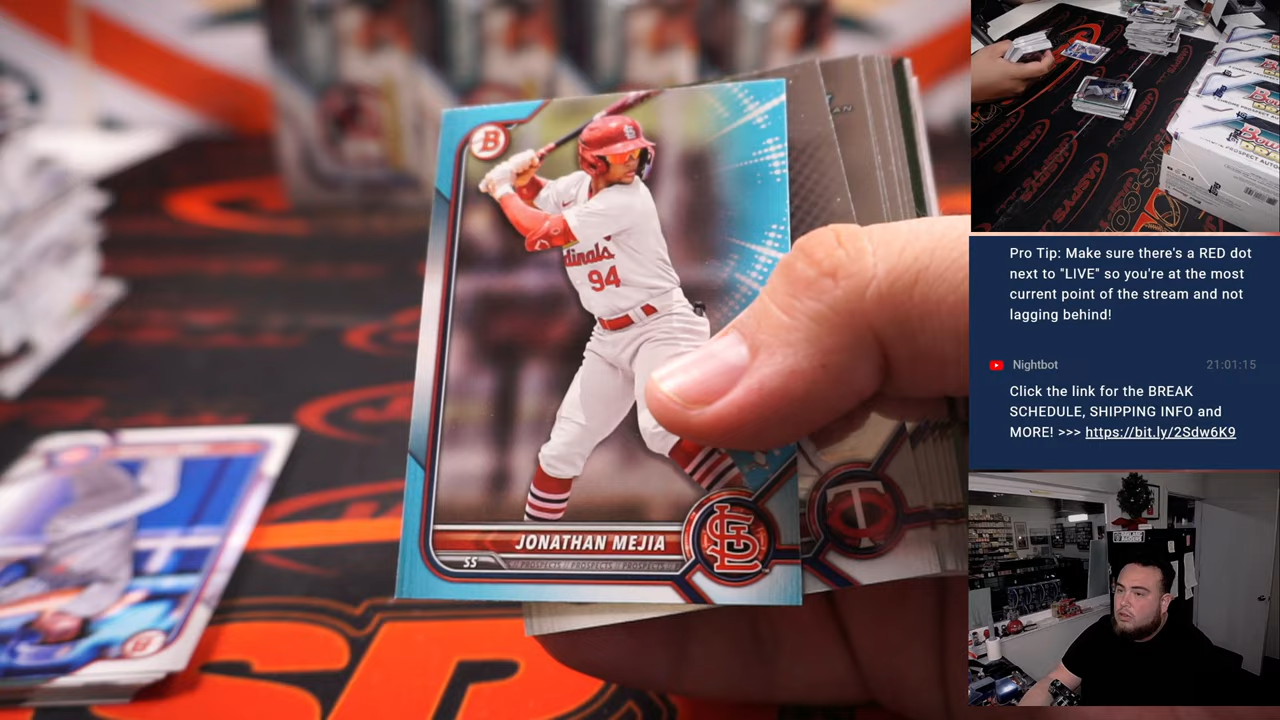 B
Cardinals
94
JONATHAN MEJIA
SS
PROSPECTS // PROSPECTS // PROSPECTS
STL
T
Pro Tip: Make sure there's a RED dot
next to "LIVE" so you're at the most
current point of the stream and not
lagging behind!
Nightbot 21:01:15
Click the link for the BREAK
SCHEDULE, SHIPPING INFO and
MORE! >>> https://bit.ly/2Sdw6K9